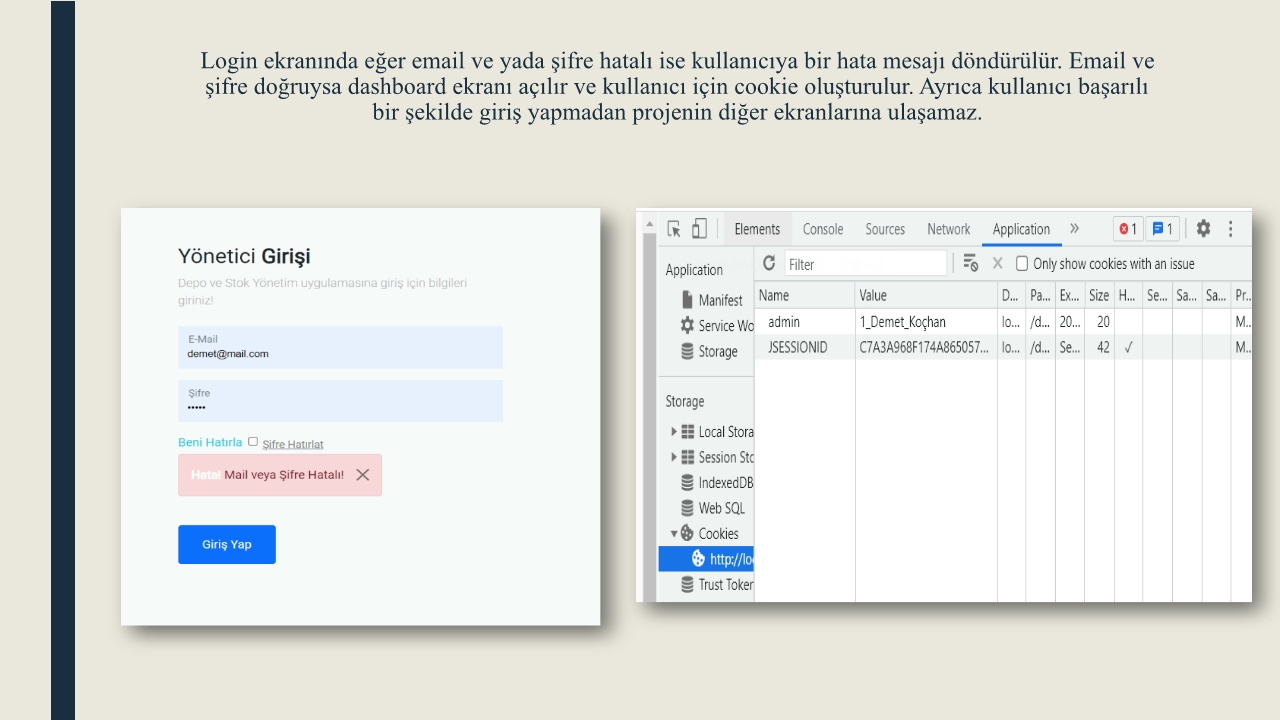 Login ekranında eğer email ve yada şifre hatalı ise kullanıcıya bir hata mesajı döndürülür. Email ve
şifre doğruysa dashboard ekranı açılır ve kullanıcı için cookie oluşturulur. Ayrıca kullanıcı başarılı
bir şekilde giriş yapmadan projenin diğer ekranlarına ulaşamaz.
Yönetici Girişi
Depo ve Stok Yönetim uygulamasına giriş için bilgileri
giriniz!
E-Mail
demet@mail.com
Şifre
•••••
Beni Hatırla Şifre Hatırlat
Hata! Mail veya Şifre Hatalı!
Giriş Yap
Elements Console Sources Network Application » 1 1
Application
Manifest
Service Wo
Storage
Storage
Local Stora
Session Stc
IndexedDB
Web SQL
Cookies
http://loc
Trust Token
Filter Only show cookies with an issue
Name Value D... Pa... Ex... Size H... Se... Sa... Sa... Pr...
admin 1_Demet_Koçhan lo... /d... 20... 20 M...
JSESSIONID C7A3A968F174A865057... lo... /d... Se... 42 ✓ M...